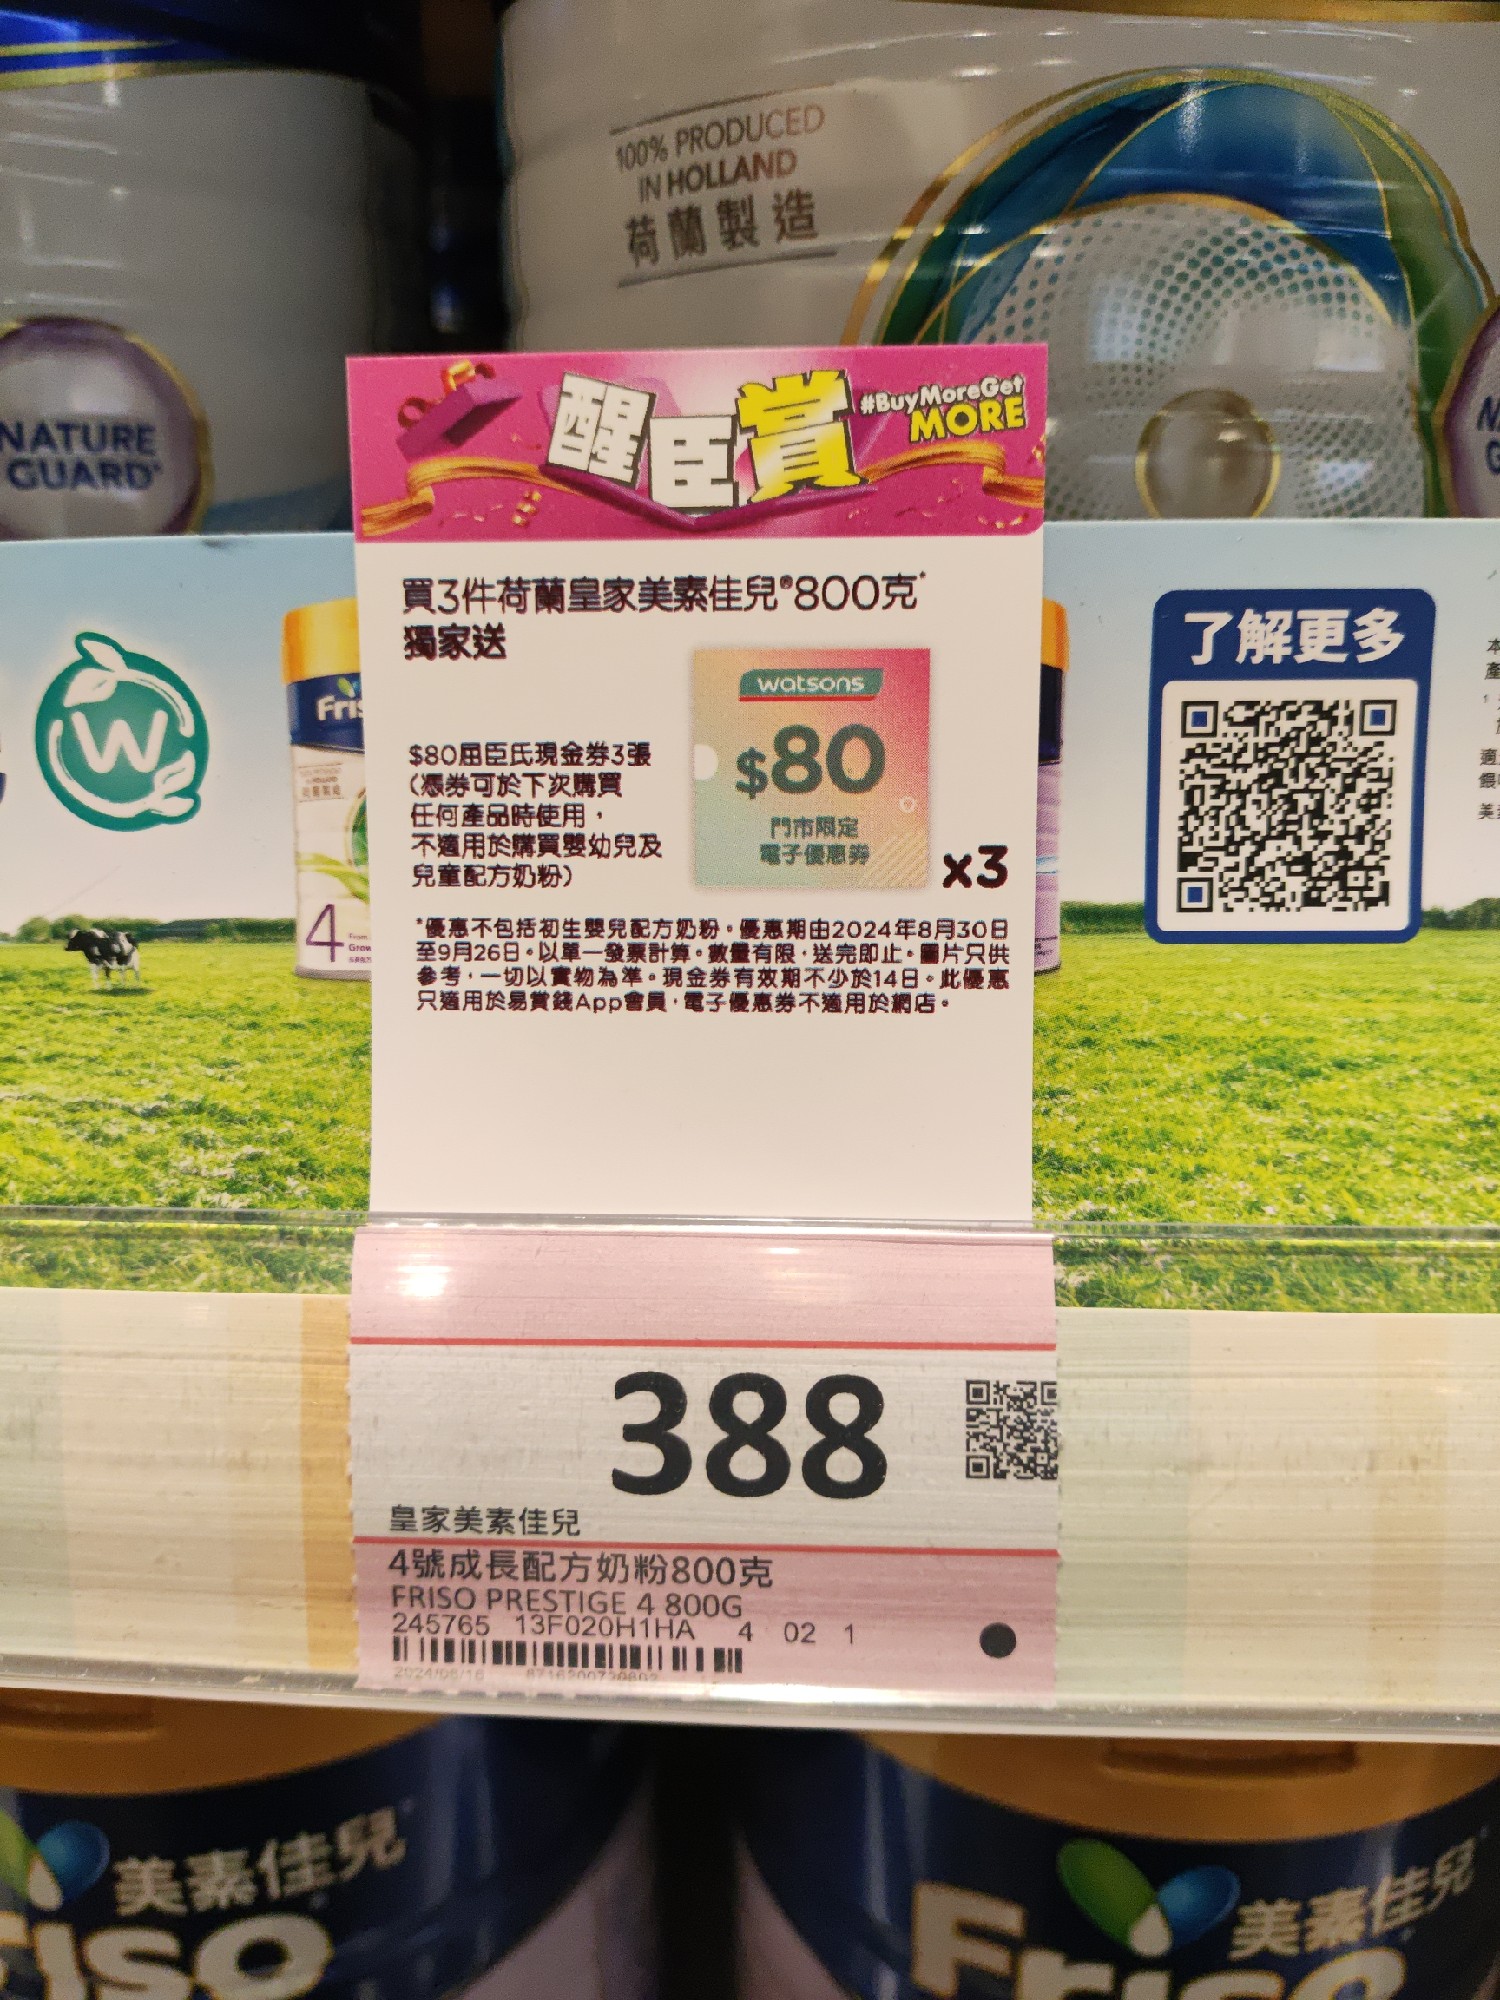 100% PRODUCED
IN HOLLAND
荷蘭製造
NATURE
GUARD
醒臣賞
#BuyMoreGet
MORE
買3件荷蘭皇家美素佳兒®800克*
獨家送
watsons
$80
門市限定
電子優惠券
x3
$80屈臣氏現金券3張
(憑券可於下次購買
任何產品時使用，
不適用於購買嬰幼兒及
兒童配方奶粉)
*優惠不包括初生嬰兒配方奶粉。優惠期由2024年8月30日
至9月26日。以單一發票計算。數量有限，送完即止。圖片只供
參考，一切以實物為準。現金券有效期不少於14日。此優惠
只適用於易賞錢App會員，電子優惠券不適用於網店。
W
4
了解更多
388
皇家美素佳兒
4號成長配方奶粉800克
FRISO PRESTIGE 4 800G
245765 13F020H1HA 4 02 1
美素佳兒
美素佳兒
Friso